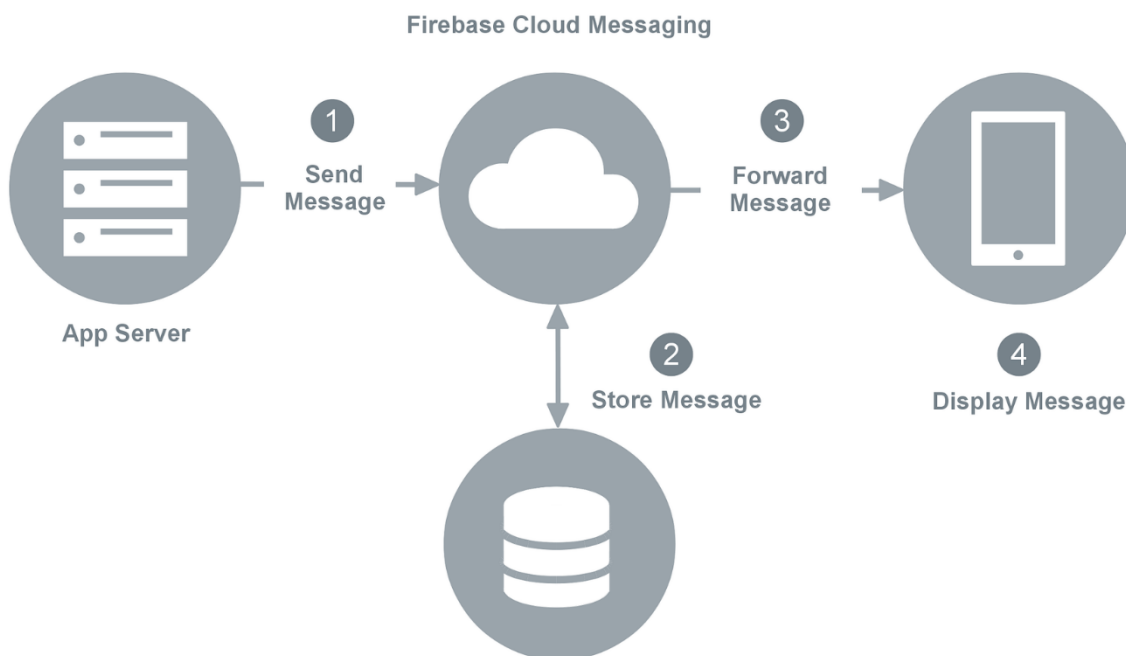 Firebase Cloud Messaging
1
Send
Message
3
Forward
Message
App Server
2
Store Message
4
Display Message